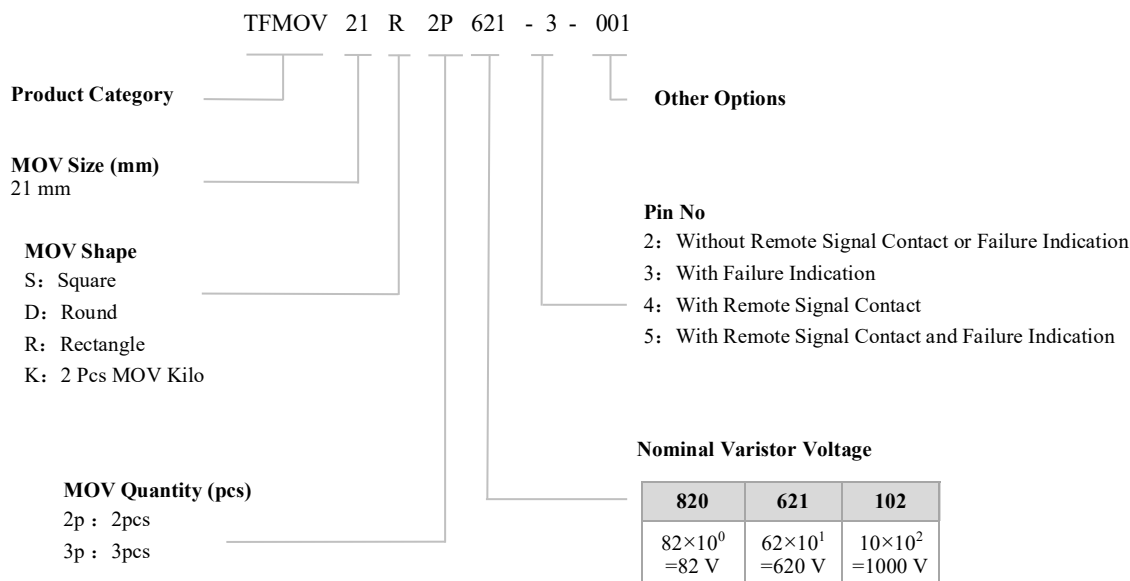 TFMOV 21 R 2P 621 - 3 - 001
Product Category
Other Options
MOV Size (mm)
21 mm
Pin No
2：Without Remote Signal Contact or Failure Indication
3：With Failure Indication
4：With Remote Signal Contact
5：With Remote Signal Contact and Failure Indication
MOV Shape
S：Square
D：Round
R：Rectangle
K：2 Pcs MOV Kilo
Nominal Varistor Voltage
820 621 102
82×10⁰ 62×10¹ 10×10²
=82 V =620 V =1000 V
MOV Quantity (pcs)
2p：2pcs
3p：3pcs